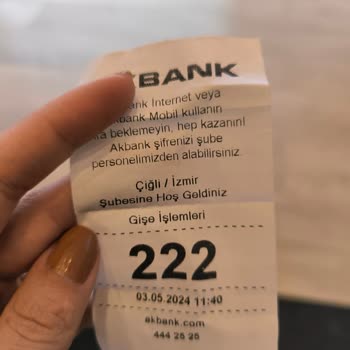 BANK
İnternet veya
Mobil kullanın
beklemeyin, hep kazanın!
Akbank şifrenizi şube
personelimizden alabilirsiniz.
Çiğli / İzmir
Şubesine Hoş Geldiniz
Gişe İşlemleri
222
03.05.2024 11:40
akbank.com
444 25 25